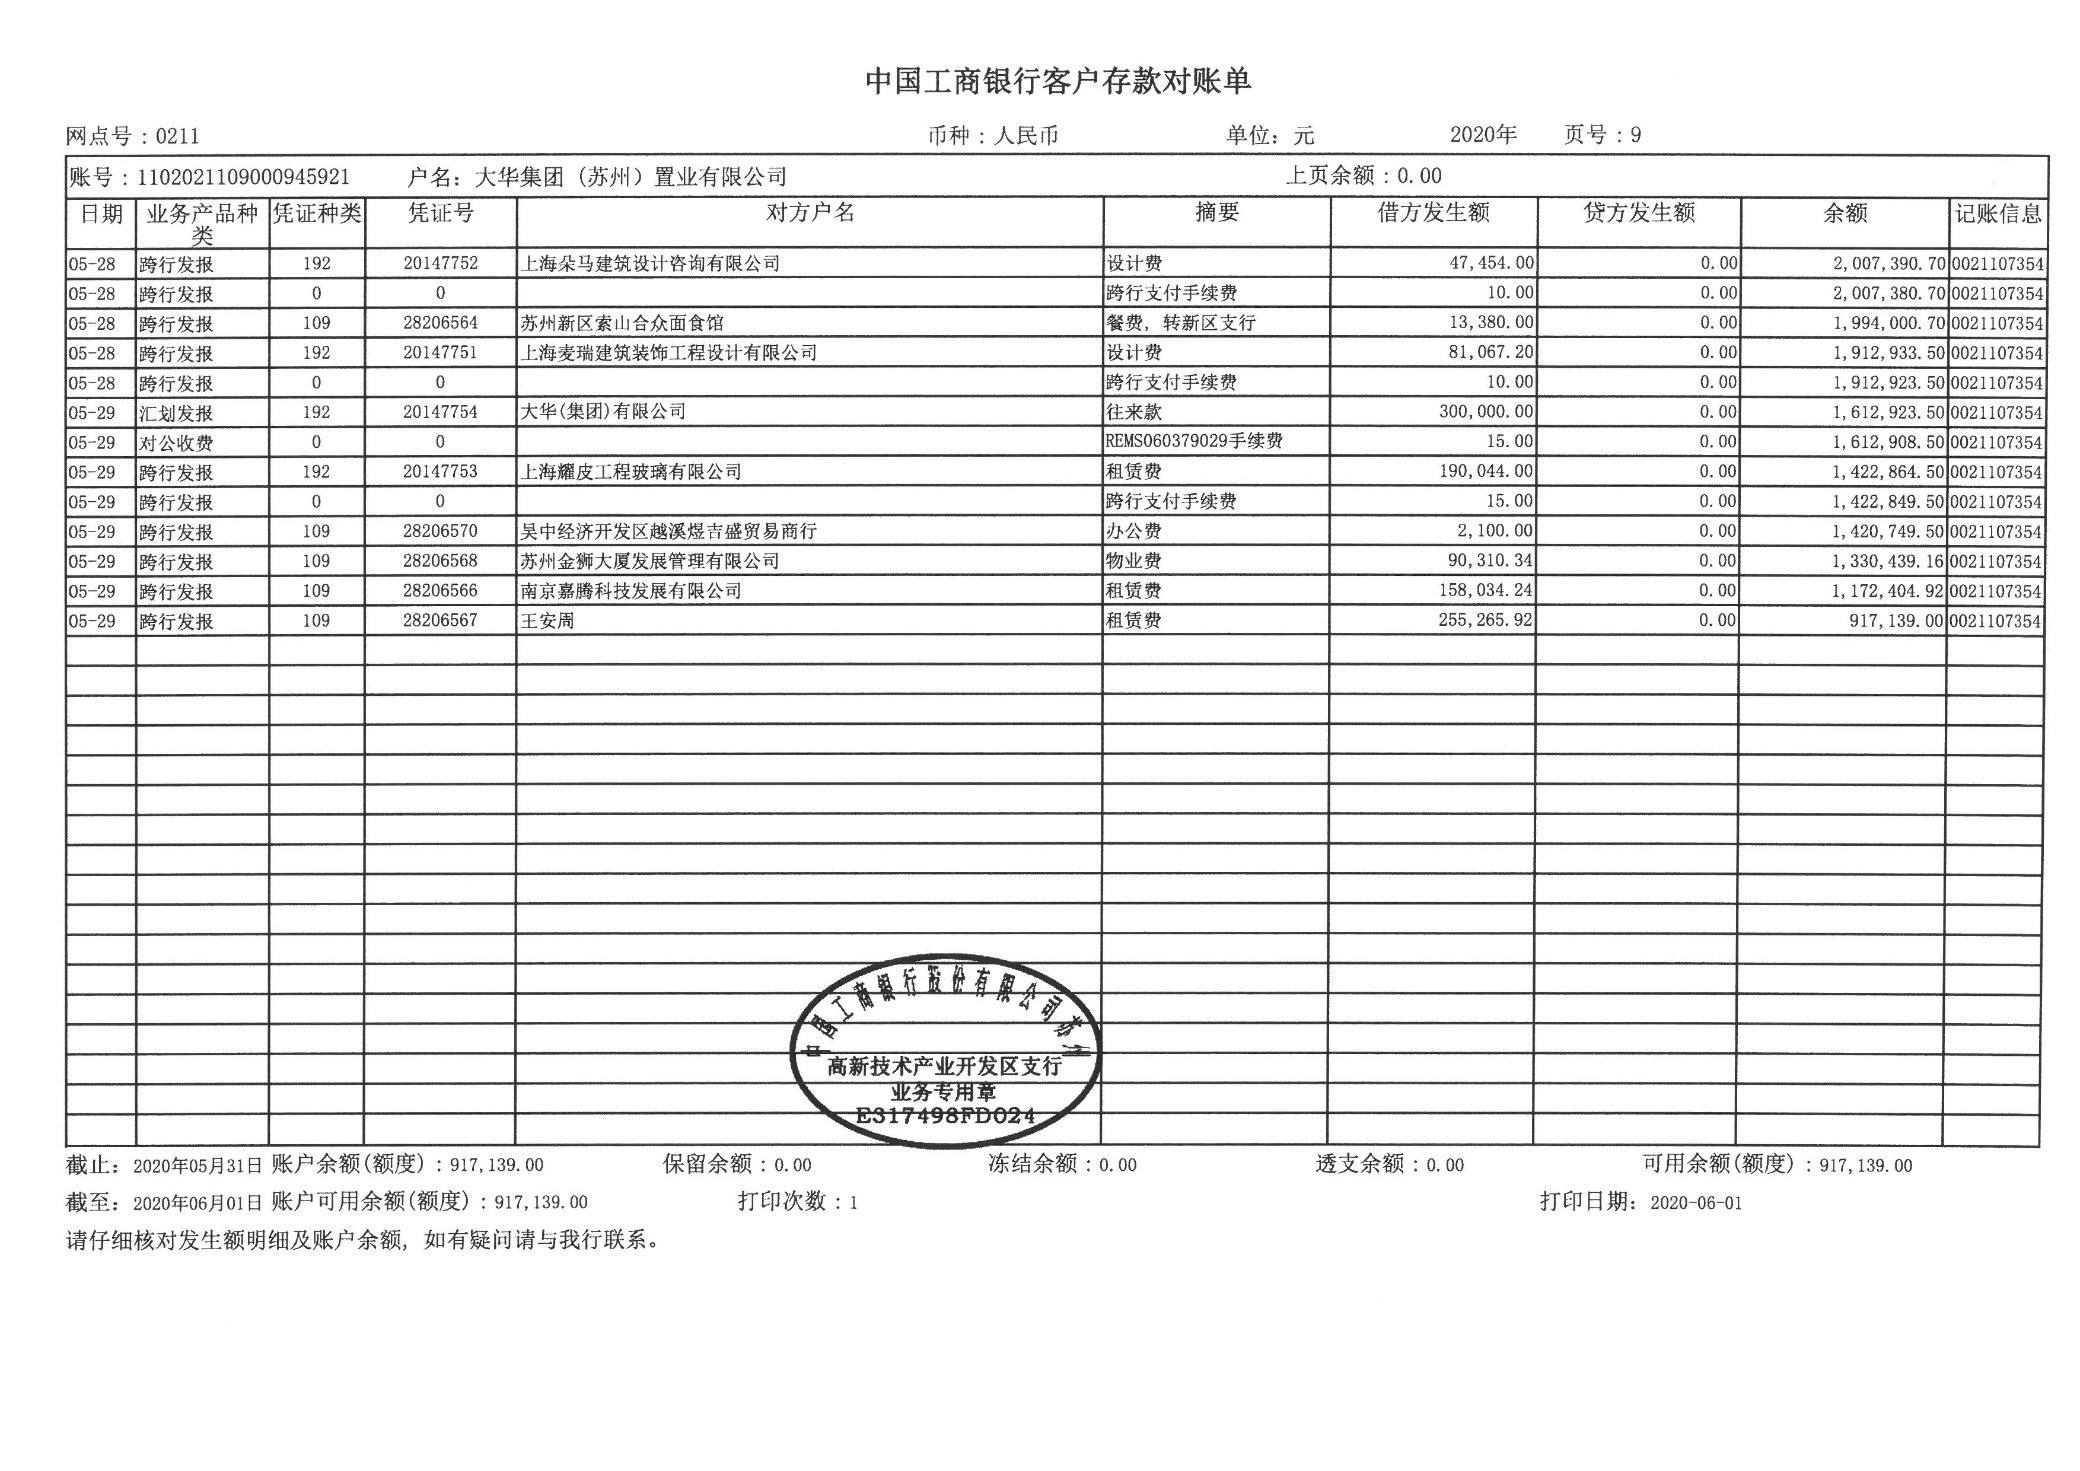 中国工商银行客户存款对账单
网点号：0211 币种：人民币 单位：元 2020年 页号：9
账号：1102021109000945921 户名：大华集团（苏州）置业有限公司 上页余额：0.00
日期 业务产品种类 凭证种类 凭证号 对方户名 摘要 借方发生额 贷方发生额 余额 记账信息
05-28 跨行发报 192 20147752 上海朵马建筑设计咨询有限公司 设计费 47,454.00 0.00 2,007,390.70 0021107354
05-28 跨行发报 0 0 跨行支付手续费 10.00 0.00 2,007,380.70 0021107354
05-28 跨行发报 109 28206564 苏州新区索山合众面食馆 餐费，转新区支行 13,380.00 0.00 1,994,000.70 0021107354
05-28 跨行发报 192 20147751 上海麦瑞建筑装饰工程设计有限公司 设计费 81,067.20 0.00 1,912,933.50 0021107354
05-28 跨行发报 0 0 跨行支付手续费 10.00 0.00 1,912,923.50 0021107354
05-29 汇划发报 192 20147754 大华(集团)有限公司 往来款 300,000.00 0.00 1,612,923.50 0021107354
05-29 对公收费 0 0 REMS060379029手续费 15.00 0.00 1,612,908.50 0021107354
05-29 跨行发报 192 20147753 上海耀皮工程玻璃有限公司 租赁费 190,044.00 0.00 1,422,864.50 0021107354
05-29 跨行发报 0 0 跨行支付手续费 15.00 0.00 1,422,849.50 0021107354
05-29 跨行发报 109 28206570 吴中经济开发区越溪煜吉盛贸易商行 办公费 2,100.00 0.00 1,420,749.50 0021107354
05-29 跨行发报 109 28206568 苏州金狮大厦发展管理有限公司 物业费 90,310.34 0.00 1,330,439.16 0021107354
05-29 跨行发报 109 28206566 南京嘉腾科技发展有限公司 租赁费 158,034.24 0.00 1,172,404.92 0021107354
05-29 跨行发报 109 28206567 王安周 租赁费 255,265.92 0.00 917,139.00 0021107354
中国工商银行股份有限公司苏州
高新技术产业开发区支行
业务专用章
E317498FD024
截止：2020年05月31日 账户余额(额度)：917,139.00 保留余额：0.00 冻结余额：0.00 透支余额：0.00 可用余额(额度)：917,139.00
截至：2020年06月01日 账户可用余额(额度)：917,139.00 打印次数：1 打印日期：2020-06-01
请仔细核对发生额明细及账户余额，如有疑问请与我行联系。